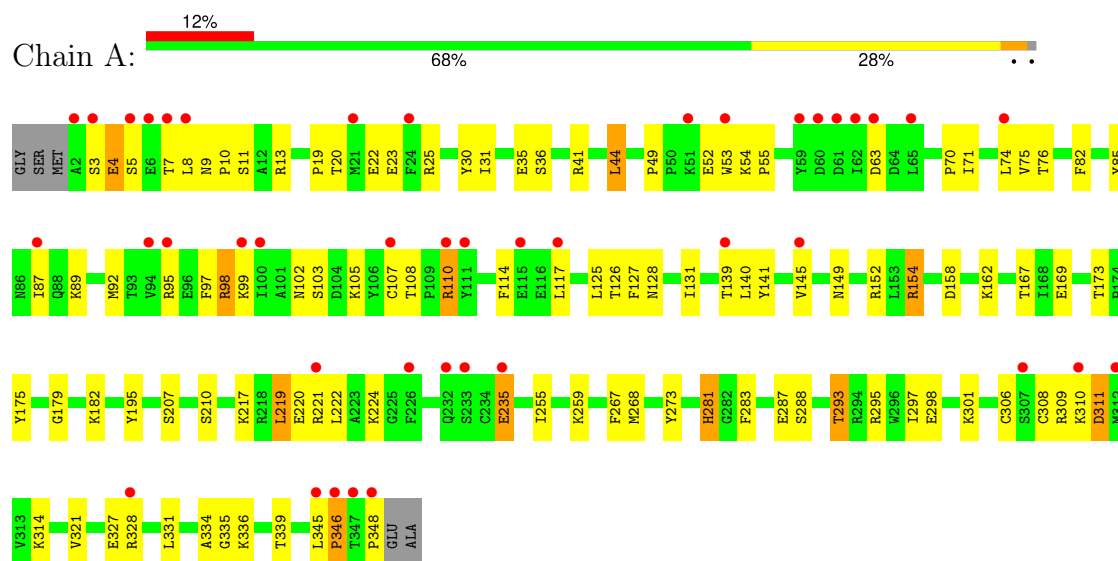 12%
Chain A:
68% 28% • •
GLY SER MET A2 S3 E4 S5 E6 T7 L8 N9 P10 S11 A12 R13 P19 T20 M21 E22 E23 F24 R25 Y30 I31 E35 S36 R41 L44 P49 P50 K51 E52 W53 K54 P55 Y59 D60 D61 I62 D63 D64 L65 P70 I71 L74 V75 T76 F82 Y85
N86 I87 Q88 K89 M92 T93 V94 R95 E96 F97 R98 K99 I100 A101 N102 S103 D104 K105 Y106 C107 T108 P109 R110 Y111 F114 E115 E116 L117 L125 T126 F127 N128 I131 T139 L140 Y141 V145 N149 R152 L153 R154 D158 K162 T167 I168 E169 T173
Y175 G179 K182 Y195 S207 S210 K217 R218 L219 E220 R221 L222 A223 K224 G225 F226 Q232 S233 C234 E235 I255 K259 F267 M268 Y273 H281 G282 F283 E287 S288 T293 R294 R295 W296 I297 E298 K301 C306 S307 C308 R309 K310 D311
V313 K314 V321 E327 R328 L331 A334 G335 K336 T339 L345 P346 T347 P348 GLU ALA